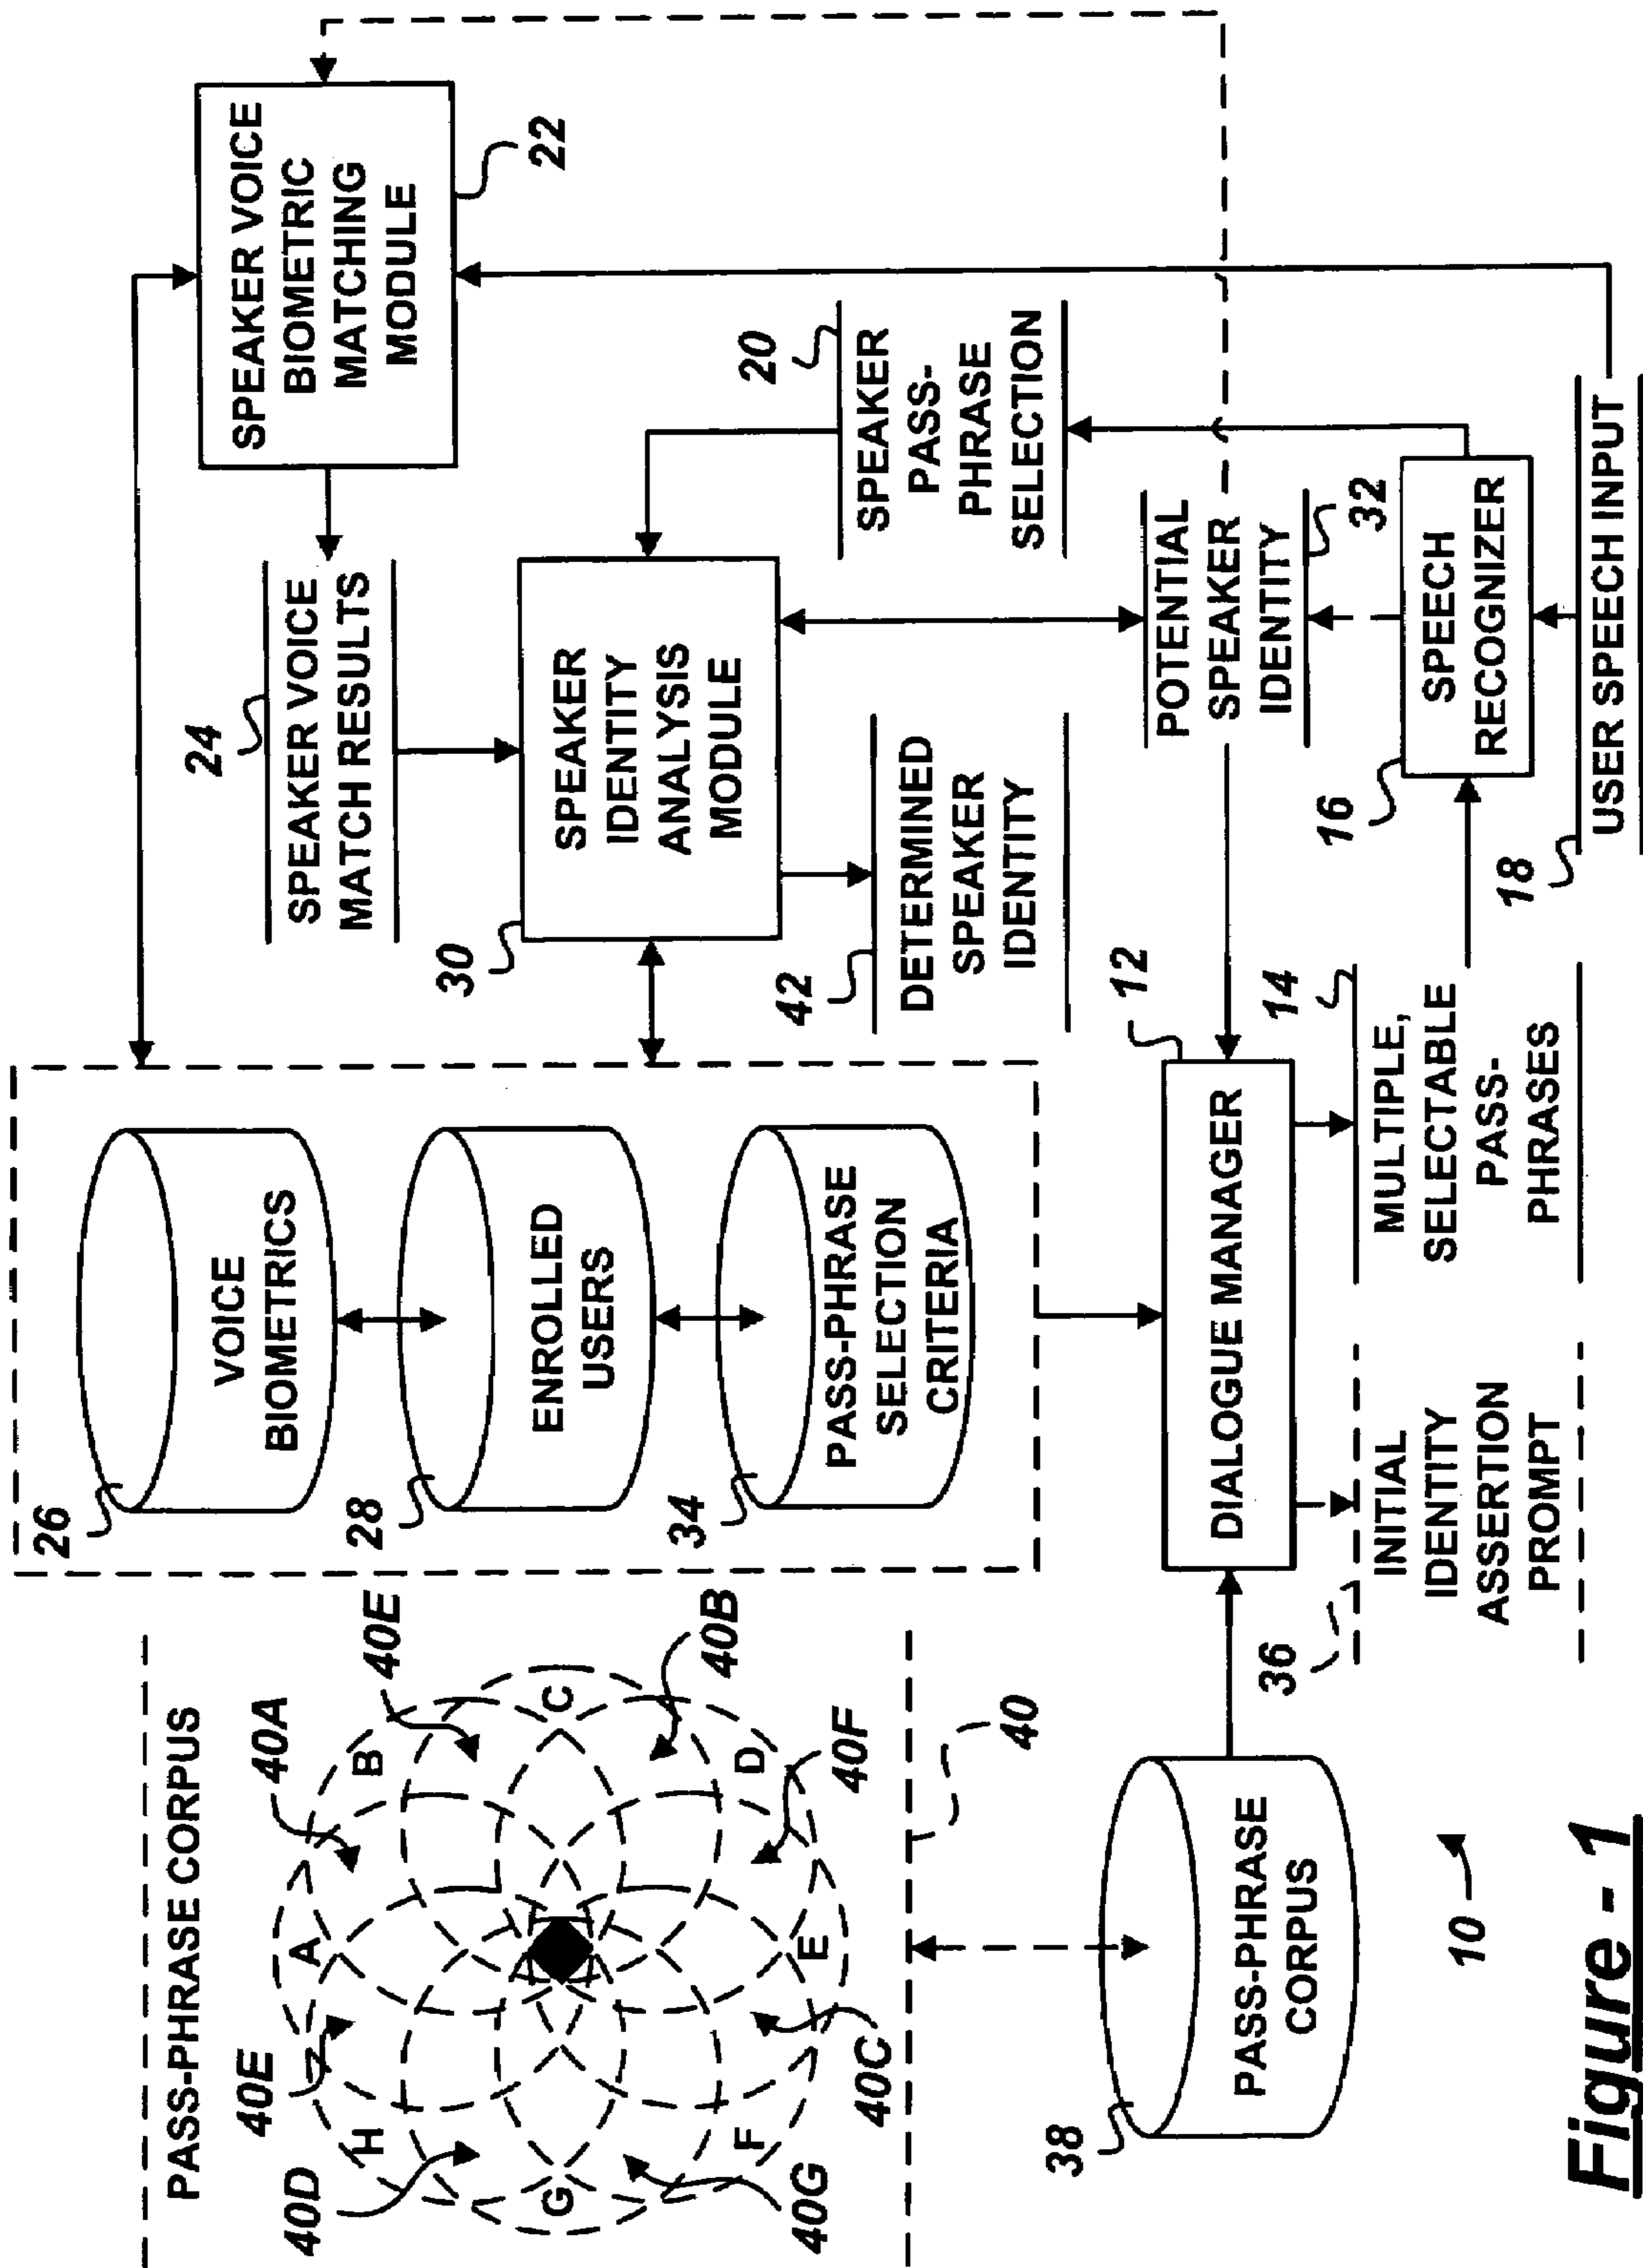 PASS-PHRASE CORPUS
40A
40E
40B
40F
40C
40G
40D
40E
A
B
C
D
E
F
G
H
40
38
PASS-PHRASE
CORPUS
10
26
VOICE
BIOMETRICS
28
ENROLLED
USERS
34
PASS-PHRASE
SELECTION
CRITERIA
12
DIALOGUE MANAGER
36
INITIAL
IDENTITY
ASSERTION
PROMPT
14
MULTIPLE,
SELECTABLE
PASS-
PHRASES
24
SPEAKER VOICE
MATCH RESULTS
30
SPEAKER
IDENTITY
ANALYSIS
MODULE
42
DETERMINED
SPEAKER
IDENTITY
SPEAKER VOICE
BIOMETRIC
MATCHING
MODULE
22
20
SPEAKER
PASS-
PHRASE
SELECTION
POTENTIAL
SPEAKER
IDENTITY
32
16
SPEECH
RECOGNIZER
18
USER SPEECH INPUT
Figure - 1